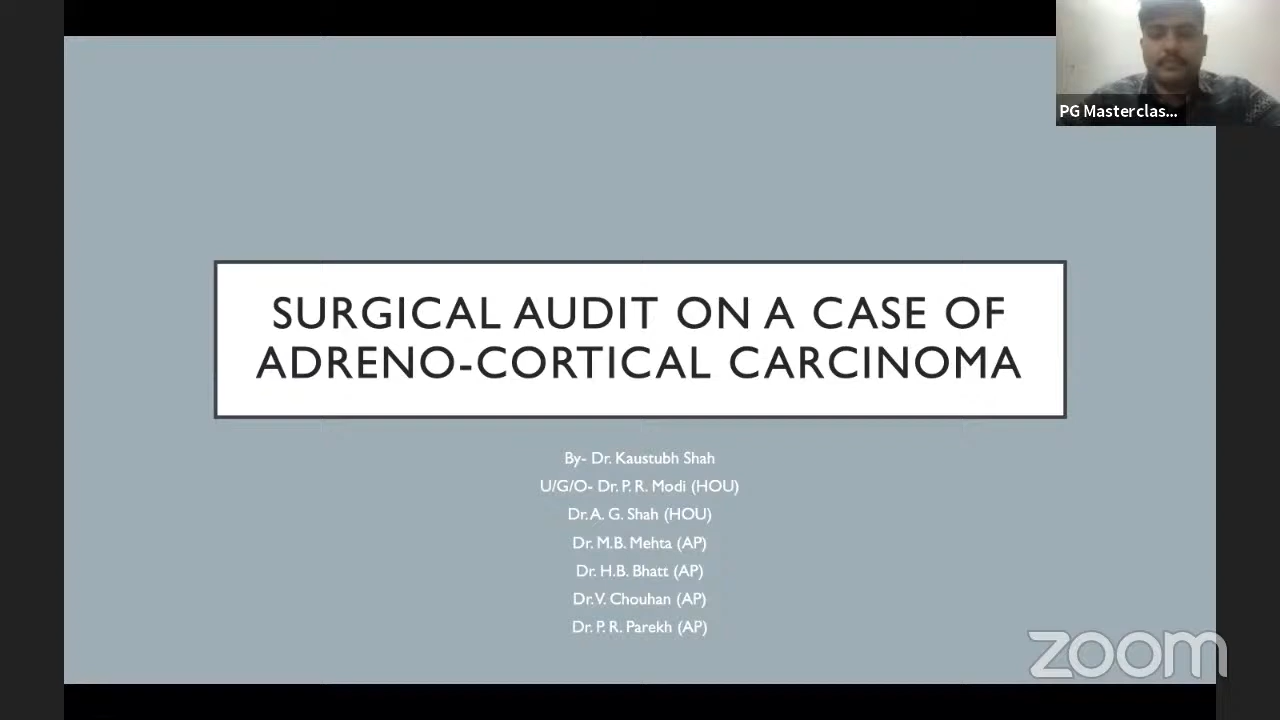 PG Masterclas...
SURGICAL AUDIT ON A CASE OF
ADRENO-CORTICAL CARCINOMA
By- Dr. Kaustubh Shah
U/G/O- Dr. P. R. Modi (HOU)
Dr. A. G. Shah (HOU)
Dr. M.B. Mehta (AP)
Dr. H.B. Bhatt (AP)
Dr. V. Chouhan (AP)
Dr. P. R. Parekh (AP)
zoom